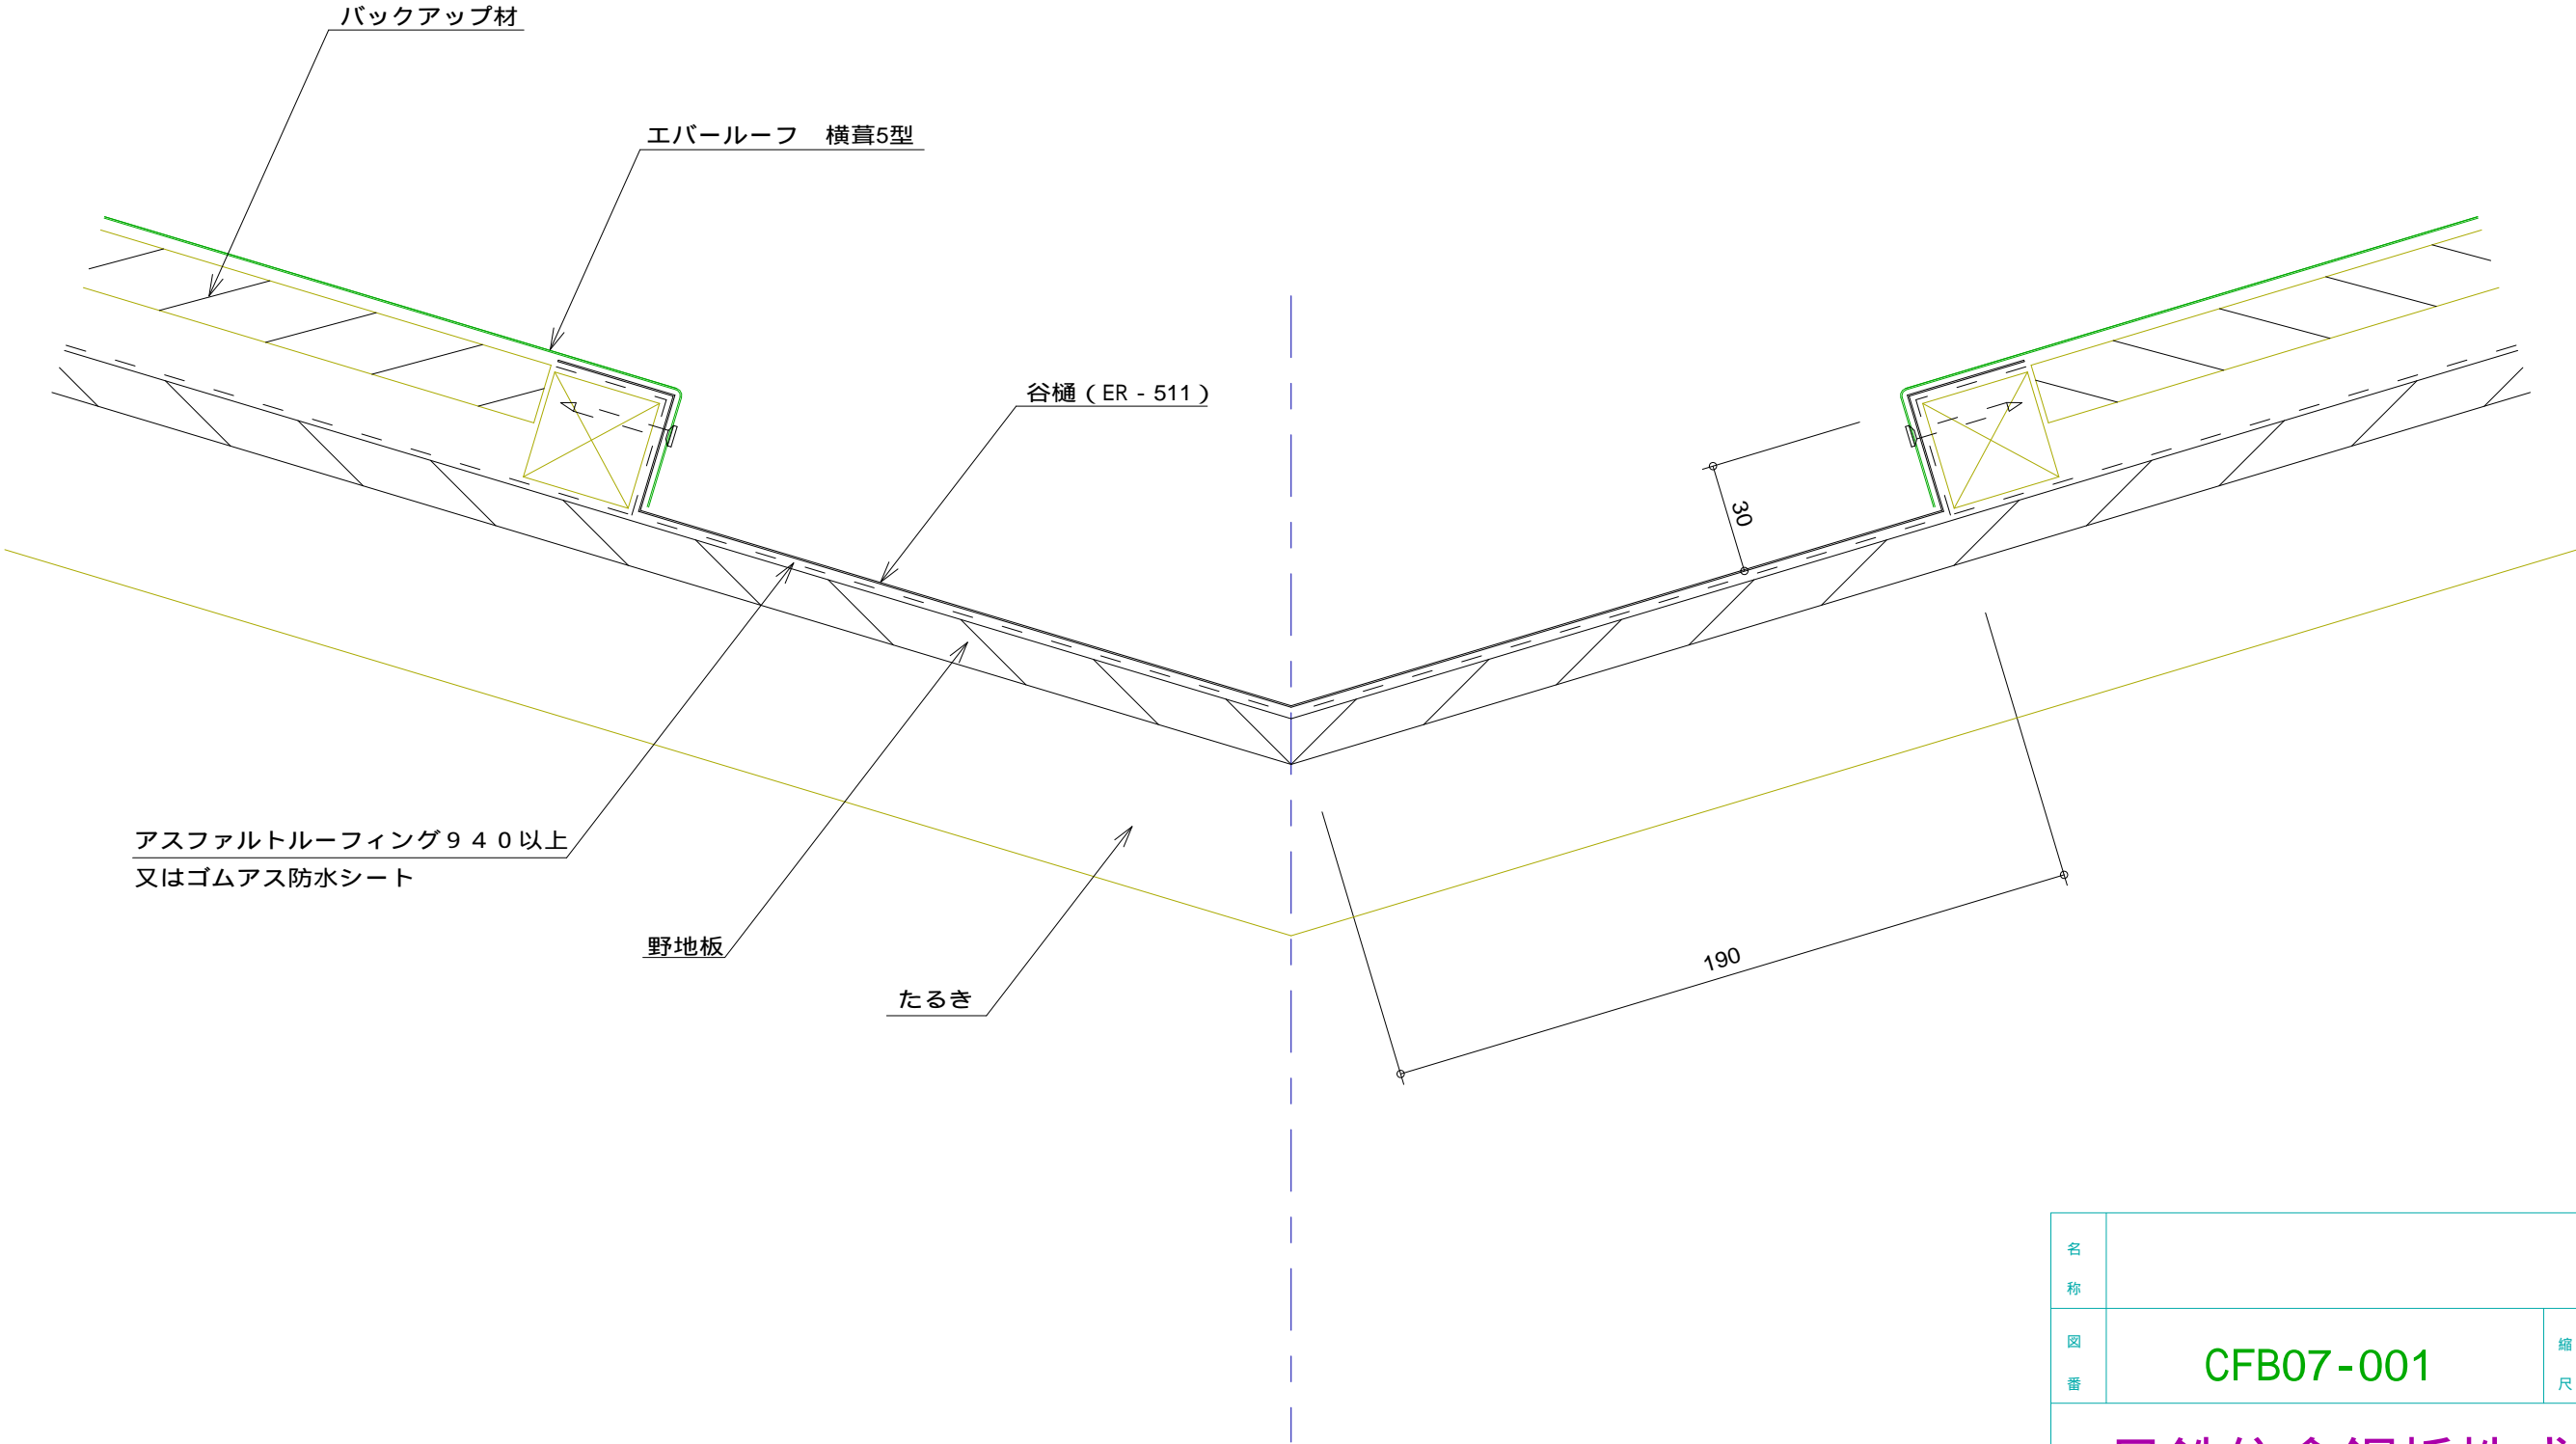 バックアップ材
エバールーフ　横葺5型
谷樋（ER－511）
30
アスファルトルーフィング９４０以上
又はゴムアス防水シート
野地板
たるき
190
名称
図番
CFB07-001
縮尺